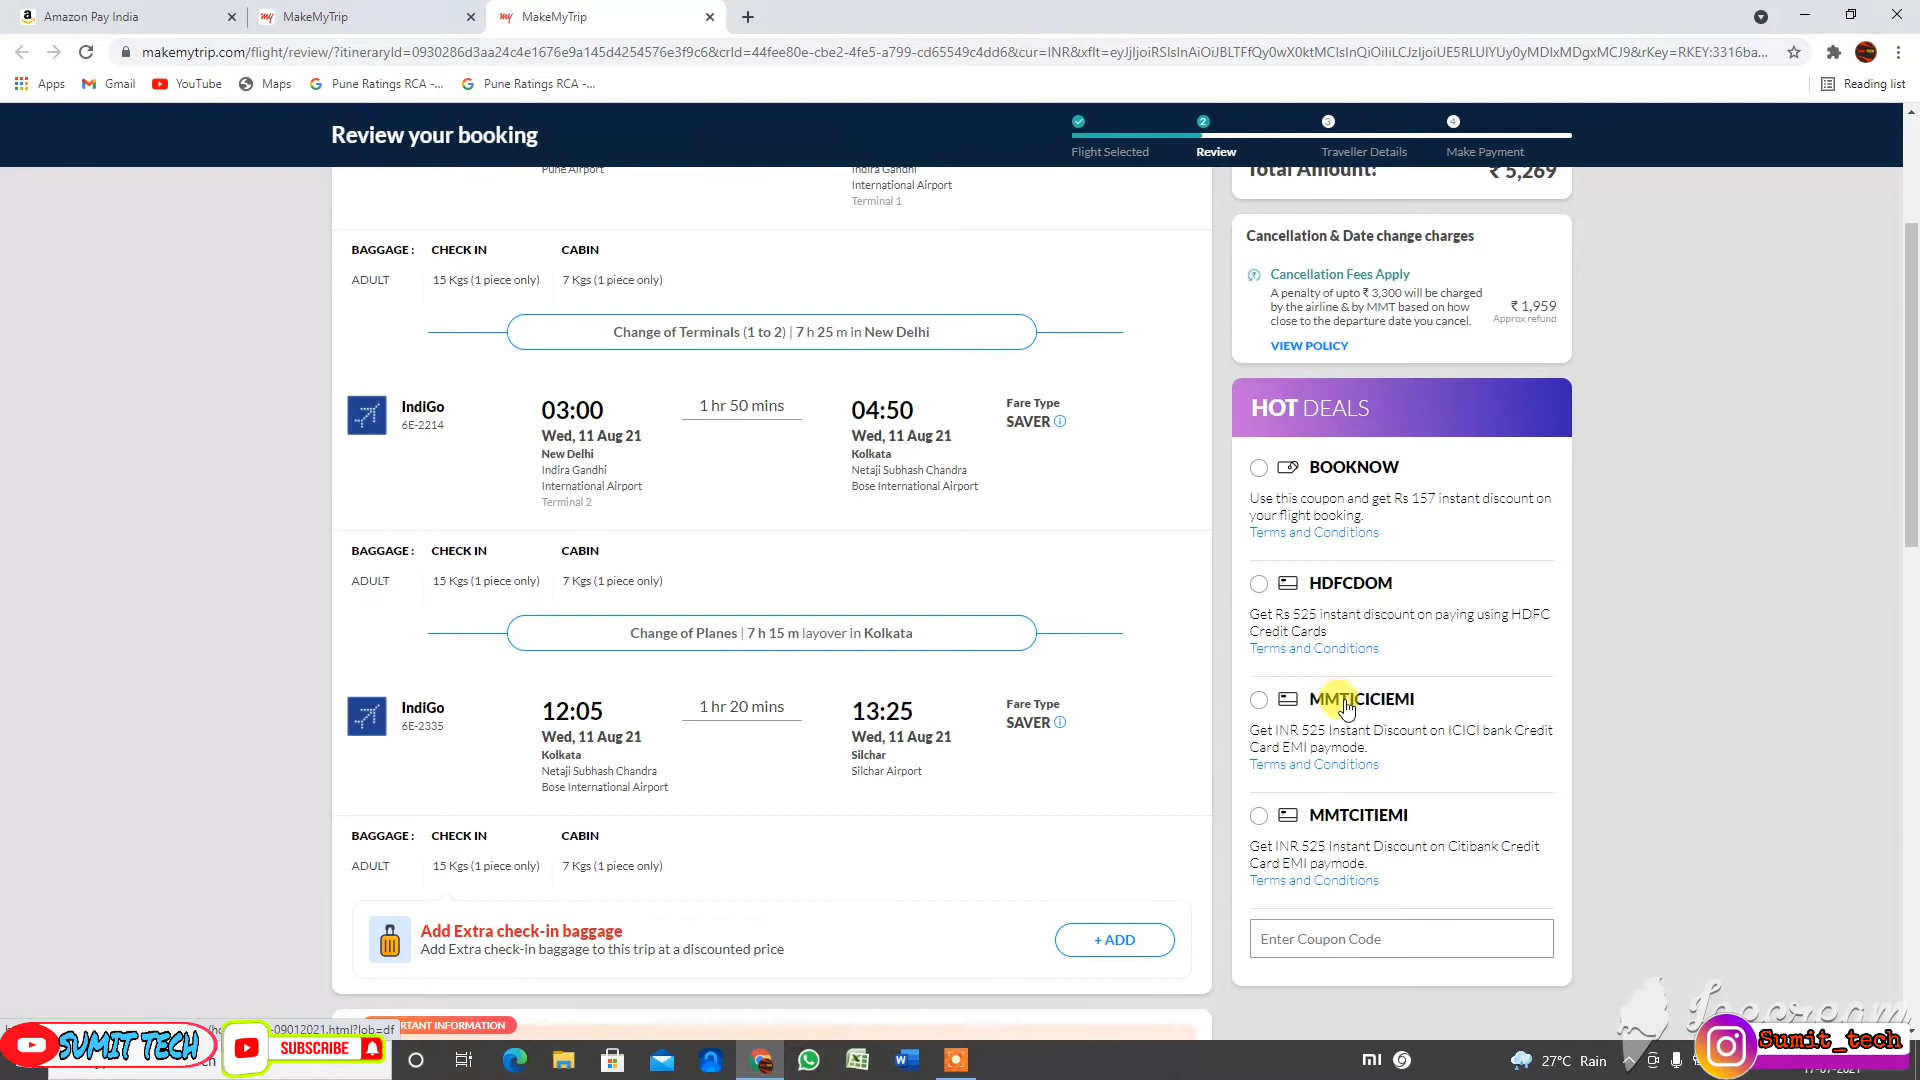 Amazon Pay India
MakeMyTrip
MakeMyTrip
makemytrip.com/flight/review/?itineraryId=0930286d3aa24c4e1676e9a145d4254576e3f9c6&crId=44fee80e-cbe2-4fe5-a799-cd65549c4dd6&cur=INR&xflt=
Apps
Gmail
YouTube
Maps
Pune Ratings RCA -...
Pune Ratings RCA -...
Reading list
Review your booking
2
3
4
Flight Selected
Review
Traveller Details
Make Payment
Pune Airport
Indira Gandhi
International Airport
Terminal 1
Total Amount:
₹ 5,269
BAGGAGE :
CHECK IN
CABIN
ADULT
15 Kgs (1 piece only)
7 Kgs (1 piece only)
Change of Terminals (1 to 2) | 7 h 25 m in New Delhi
IndiGo
6E-2214
03:00
Wed, 11 Aug 21
New Delhi
Indira Gandhi
International Airport
Terminal 2
1 hr 50 mins
04:50
Wed, 11 Aug 21
Kolkata
Netaji Subhash Chandra
Bose International Airport
Fare Type
SAVER
BAGGAGE :
CHECK IN
CABIN
ADULT
15 Kgs (1 piece only)
7 Kgs (1 piece only)
Change of Planes | 7 h 15 m layover in Kolkata
IndiGo
6E-2335
12:05
Wed, 11 Aug 21
Kolkata
Netaji Subhash Chandra
Bose International Airport
1 hr 20 mins
13:25
Wed, 11 Aug 21
Silchar
Silchar Airport
Fare Type
SAVER
BAGGAGE :
CHECK IN
CABIN
ADULT
15 Kgs (1 piece only)
7 Kgs (1 piece only)
Add Extra check-in baggage
Add Extra check-in baggage to this trip at a discounted price
+ ADD
Cancellation & Date change charges
Cancellation Fees Apply
A penalty of upto ₹ 3,300 will be charged
by the airline & by MMT based on how
close to the departure date you cancel.
₹ 1,959
Approx refund
VIEW POLICY
HOT DEALS
BOOKNOW
Use this coupon and get Rs 157 instant discount on
your flight booking.
Terms and Conditions
HDFCDOM
Get Rs 525 instant discount on paying using HDFC
Credit Cards
Terms and Conditions
MMTICICIEMI
Get INR 525 Instant Discount on ICICI bank Credit
Card EMI paymode.
Terms and Conditions
MMTCITIEMI
Get INR 525 Instant Discount on Citibank Credit
Card EMI paymode.
Terms and Conditions
Enter Coupon Code
RTANT INFORMATION
-09012021.html?lob=df
SUMIT TECH
SUBSCRIBE
mi
27°C Rain
Sumit_tech
17-07-2021